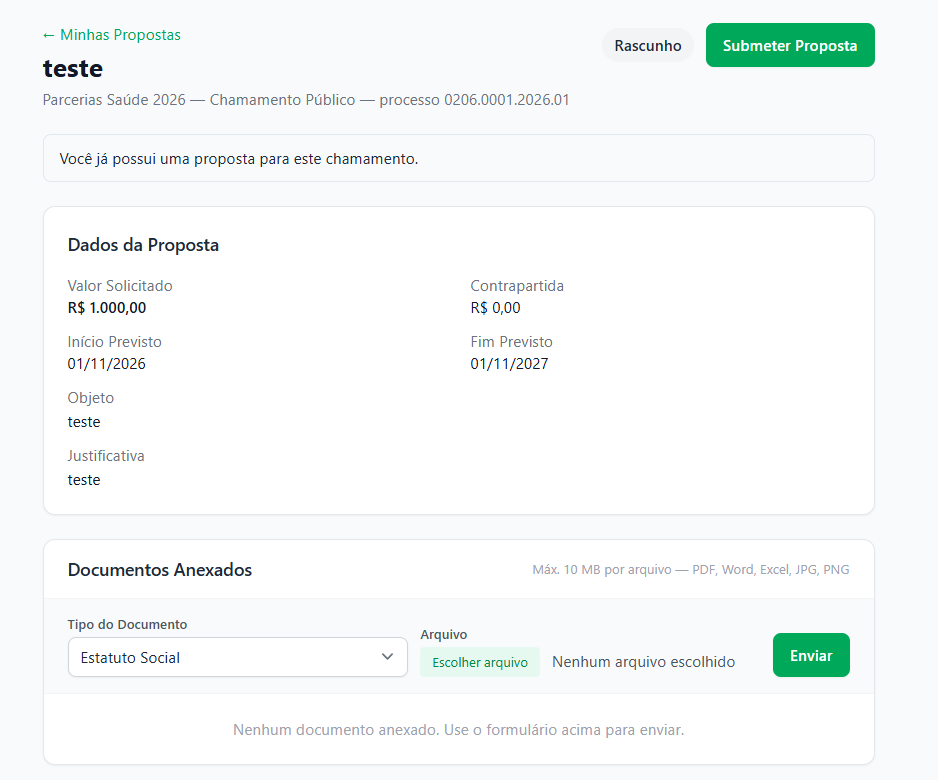 ← Minhas Propostas
Rascunho
Submeter Proposta
teste
Parcerias Saúde 2026 — Chamamento Público — processo 0206.0001.2026.01
Você já possui uma proposta para este chamamento.
Dados da Proposta
Valor Solicitado
R$ 1.000,00
Contrapartida
R$ 0,00
Início Previsto
01/11/2026
Fim Previsto
01/11/2027
Objeto
teste
Justificativa
teste
Documentos Anexados
Máx. 10 MB por arquivo — PDF, Word, Excel, JPG, PNG
Tipo do Documento
Estatuto Social
Arquivo
Escolher arquivo
Nenhum arquivo escolhido
Enviar
Nenhum documento anexado. Use o formulário acima para enviar.